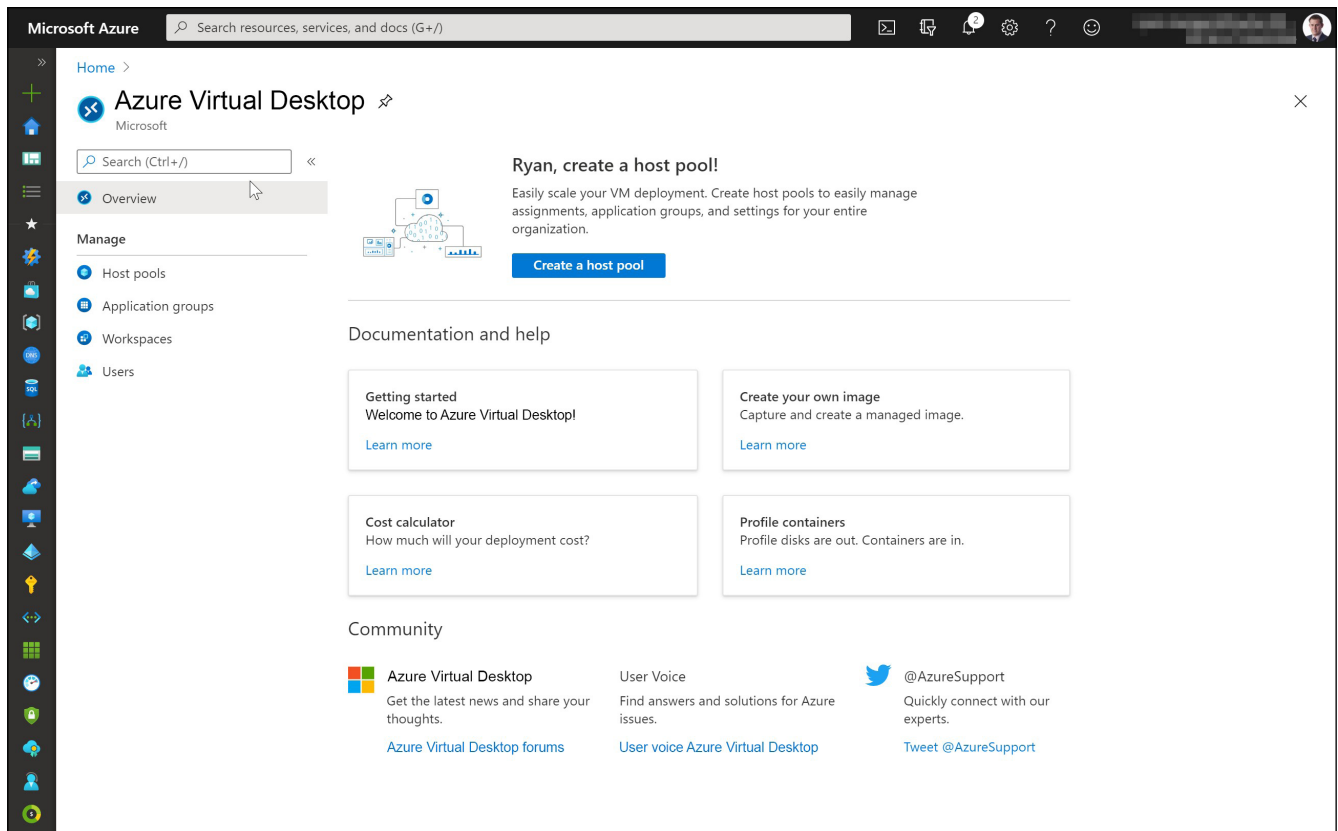 Microsoft Azure
Search resources, services, and docs (G+/)
2
Home >
Azure Virtual Desktop
Microsoft
Search (Ctrl+/)
Overview
Manage
Host pools
Application groups
Workspaces
Users
Ryan, create a host pool!
Easily scale your VM deployment. Create host pools to easily manage
assignments, application groups, and settings for your entire
organization.
Create a host pool
Documentation and help
Getting started
Welcome to Azure Virtual Desktop!
Learn more
Create your own image
Capture and create a managed image.
Learn more
Cost calculator
How much will your deployment cost?
Learn more
Profile containers
Profile disks are out. Containers are in.
Learn more
Community
Azure Virtual Desktop
Get the latest news and share your
thoughts.
Azure Virtual Desktop forums
User Voice
Find answers and solutions for Azure
issues.
User voice Azure Virtual Desktop
@AzureSupport
Quickly connect with our
experts.
Tweet @AzureSupport
DNS
SQL